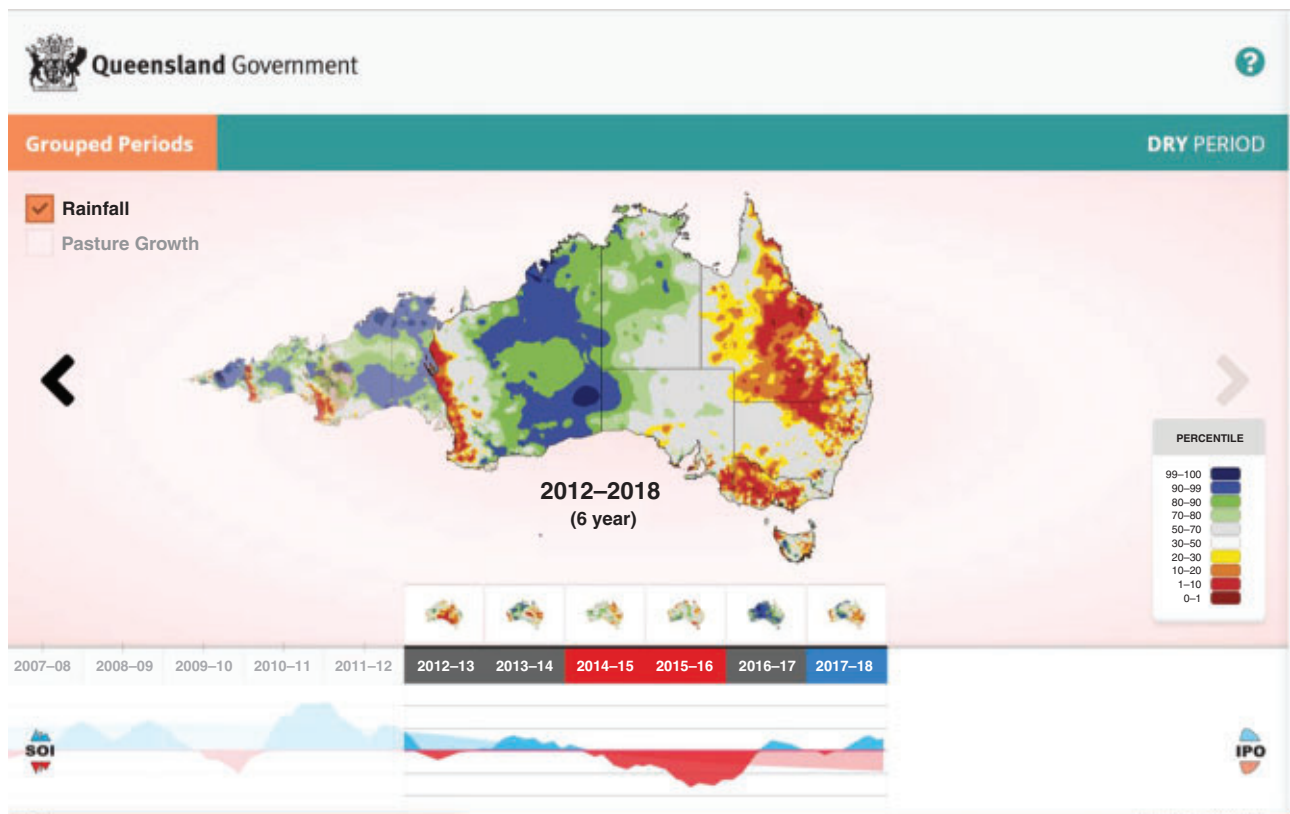 Queensland Government
?
Grouped Periods
DRY PERIOD
Rainfall
Pasture Growth
2012–2018
(6 year)
PERCENTILE
99–100
90–99
80–90
70–80
50–70
30–50
20–30
10–20
1–10
0–1
2007–08 2008–09 2009–10 2010–11 2011–12 2012–13 2013–14 2014–15 2015–16 2016–17 2017–18
SOI
IPO